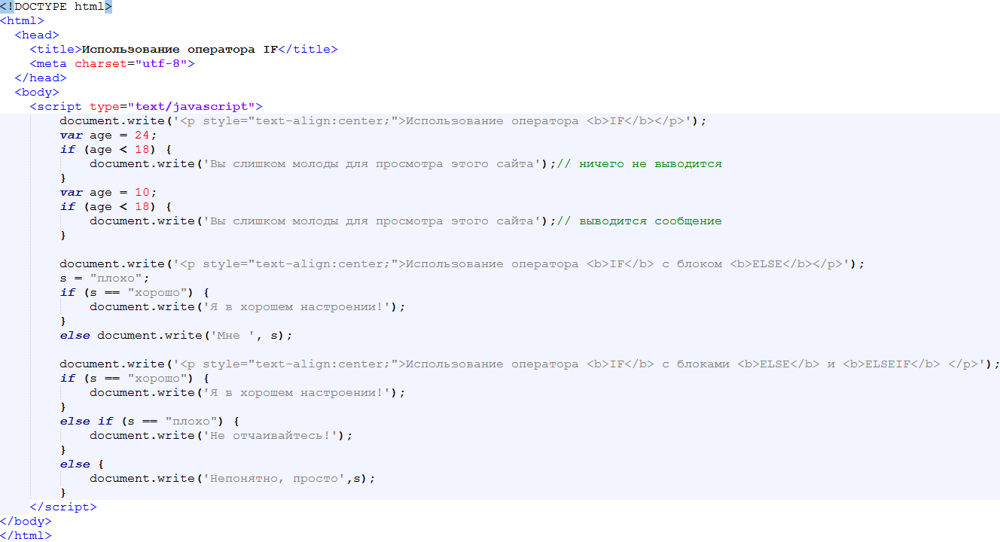 <!DOCTYPE html>
<html>
  <head>
    <title>Использование оператора IF</title>
    <meta charset="utf-8">
  </head>
  <body>
    <script type="text/javascript">
        document.write('<p style="text-align:center;">Использование оператора <b>IF</b></p>');
        var age = 24;
        if (age < 18) {
            document.write('Вы слишком молоды для просмотра этого сайта');// ничего не выводится
        }
        var age = 10;
        if (age < 18) {
            document.write('Вы слишком молоды для просмотра этого сайта');// выводится сообщение
        }

        document.write('<p style="text-align:center;">Использование оператора <b>IF</b> с блоком <b>ELSE</b></p>');
        s = "плохо";
        if (s == "хорошо") {
            document.write('Я в хорошем настроении!');
        }
        else document.write('Мне ', s);

        document.write('<p style="text-align:center;">Использование оператора <b>IF</b> с блоками <b>ELSE</b> и <b>ELSEIF</b> </p>');
        if (s == "хорошо") {
            document.write('Я в хорошем настроении!');
        }
        else if (s == "плохо") {
            document.write('Не отчаивайтесь!');
        }
        else {
            document.write('Непонятно, просто',s);
        }
    </script>
</body>
</html>